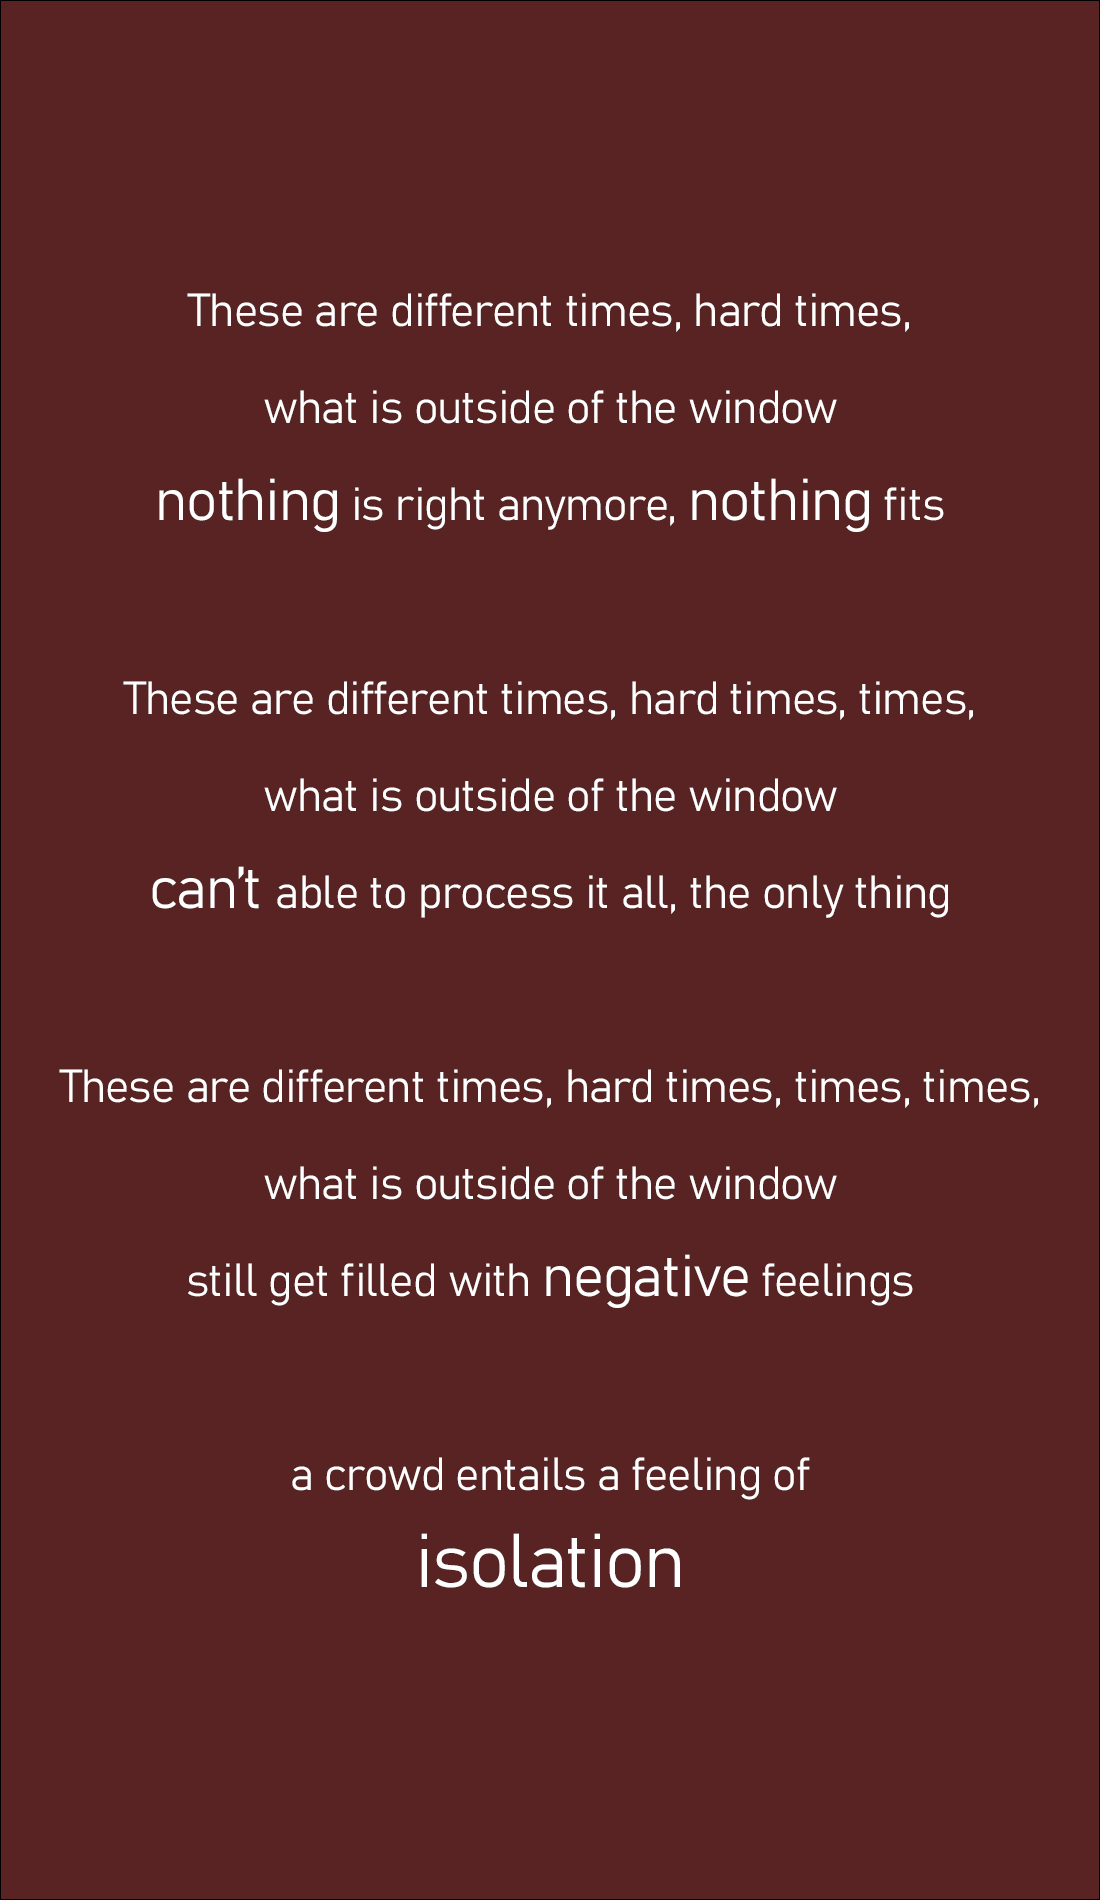 These are different times, hard times,
what is outside of the window
nothing is right anymore, nothing fits
These are different times, hard times, times,
what is outside of the window
can't able to process it all, the only thing
These are different times, hard times, times, times,
what is outside of the window
still get filled with negative feelings
a crowd entails a feeling of
isolation